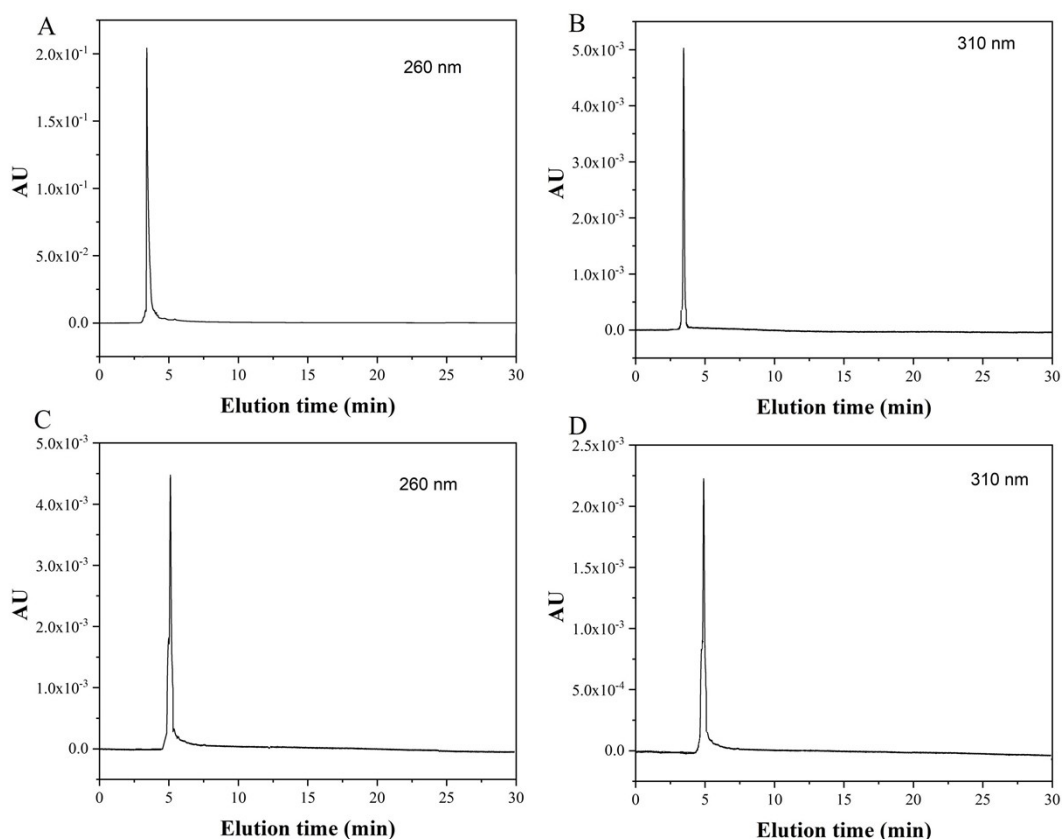 A
260 nm
2.0x10⁻¹
1.5x10⁻¹
1.0x10⁻¹
5.0x10⁻²
0.0
AU
0 5 10 15 20 25 30
Elution time (min)
B
310 nm
5.0x10⁻³
4.0x10⁻³
3.0x10⁻³
2.0x10⁻³
1.0x10⁻³
0.0
AU
0 5 10 15 20 25 30
Elution time (min)
C
260 nm
5.0x10⁻³
4.0x10⁻³
3.0x10⁻³
2.0x10⁻³
1.0x10⁻³
0.0
AU
0 5 10 15 20 25 30
Elution time (min)
D
310 nm
2.5x10⁻³
2.0x10⁻³
1.5x10⁻³
1.0x10⁻³
5.0x10⁻⁴
0.0
AU
0 5 10 15 20 25 30
Elution time (min)